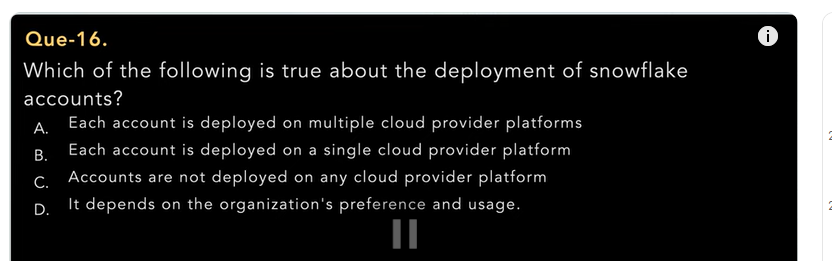 Que-16.
i
Which of the following is true about the deployment of snowflake
accounts?
A. Each account is deployed on multiple cloud provider platforms
B. Each account is deployed on a single cloud provider platform
C. Accounts are not deployed on any cloud provider platform
D. It depends on the organization's preference and usage.
2
2